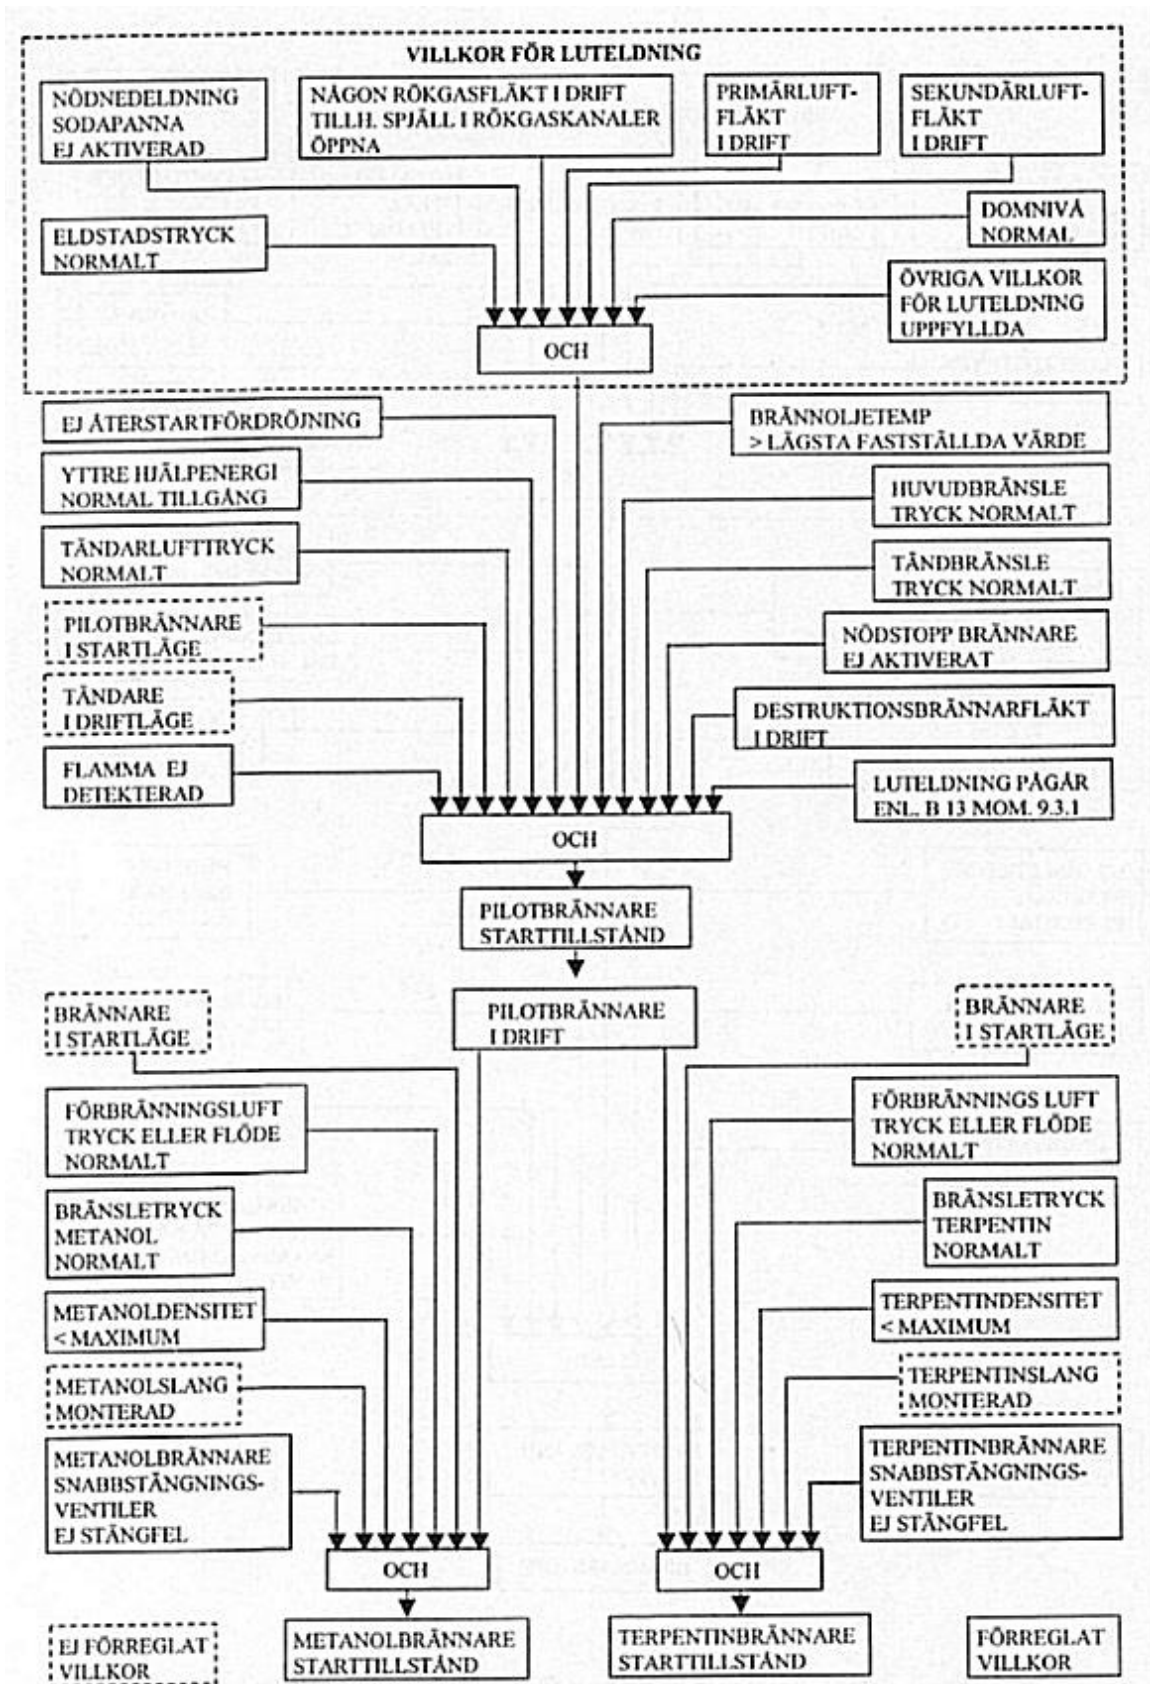 VILLKOR FÖR LUTELDNING
NÖDNEDELDNING
SODAPANNA
EJ AKTIVERAD
NÅGON RÖKGASFLÄKT I DRIFT
TILLH. SPJÄLL I RÖKGASKANALER
ÖPPNA
PRIMÄRLUFT-
FLÄKT
I DRIFT
SEKUNDÄRLUFT-
FLÄKT
I DRIFT
ELDSTADSTRYCK
NORMALT
DOMNIVÅ
NORMAL
ÖVRIGA VILLKOR
FÖR LUTELDNING
UPPFYLLDA
OCH
EJ ÅTERSTARTFÖRDRÖJNING
BRÄNNOLJETEMP
> LÄGSTA FASTSTÄLLDA VÄRDE
YTTRE HJÄLPENERGI
NORMAL TILLGÅNG
HUVUDBRÄNSLE
TRYCK NORMALT
TÄNDARLUFTTRYCK
NORMALT
TÄNDBRÄNSLE
TRYCK NORMALT
PILOTBRÄNNARE
I STARTLÄGE
NÖDSTOPP BRÄNNARE
EJ AKTIVERAT
TÄNDARE
I DRIFTLÄGE
DESTRUKTIONSBRÄNNARFLÄKT
I DRIFT
FLAMMA EJ
DETEKTERAD
LUTELDNING PÅGÅR
ENL. B 13 MOM. 9.3.1
OCH
PILOTBRÄNNARE
STARTTILLSTÅND
BRÄNNARE
I STARTLÄGE
PILOTBRÄNNARE
I DRIFT
BRÄNNARE
I STARTLÄGE
FÖRBRÄNNINGSLUFT
TRYCK ELLER FLÖDE
NORMALT
FÖRBRÄNNINGS LUFT
TRYCK ELLER FLÖDE
NORMALT
BRÄNSLETRYCK
METANOL
NORMALT
BRÄNSLETRYCK
TERPENTIN
NORMALT
METANOLDENSITET
< MAXIMUM
TERPENTINDENSITET
< MAXIMUM
METANOLSLANG
MONTERAD
TERPENTINSLANG
MONTERAD
METANOLBRÄNNARE
SNABBSTÄNGNINGS-
VENTILER
EJ STÄNGFEL
TERPENTINBRÄNNARE
SNABBSTÄNGNINGS-
VENTILER
EJ STÄNGFEL
OCH
OCH
EJ FÖRREGLAT
VILLKOR
METANOLBRÄNNARE
STARTTILLSTÅND
TERPENTINBRÄNNARE
STARTTILLSTÅND
FÖRREGLAT
VILLKOR